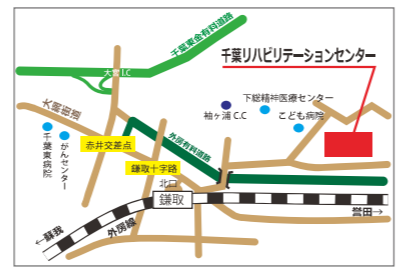 千葉東金有料道路
千葉リハビリテーションセンター
大宮I.C
大網街道
下総精神医療センター
袖ヶ浦C.C
こども病院
千葉東病院
がんセンター
赤井交差点
外房有料道路
鎌取十字路
北口
鎌取
誉田→
←蘇我
外房線